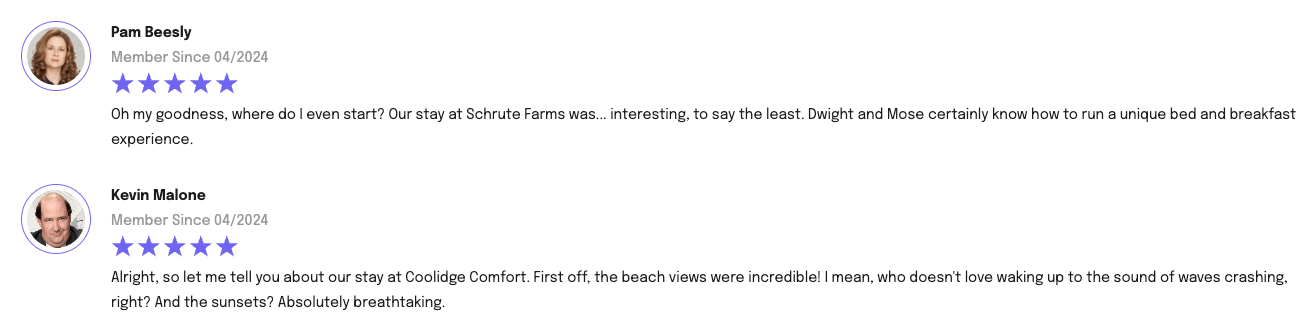 Pam Beesly
Member Since 04/2024
Oh my goodness, where do I even start? Our stay at Schrute Farms was... interesting, to say the least. Dwight and Mose certainly know how to run a unique bed and breakfast
experience.
Kevin Malone
Member Since 04/2024
Alright, so let me tell you about our stay at Coolidge Comfort. First off, the beach views were incredible! I mean, who doesn't love waking up to the sound of waves crashing,
right? And the sunsets? Absolutely breathtaking.